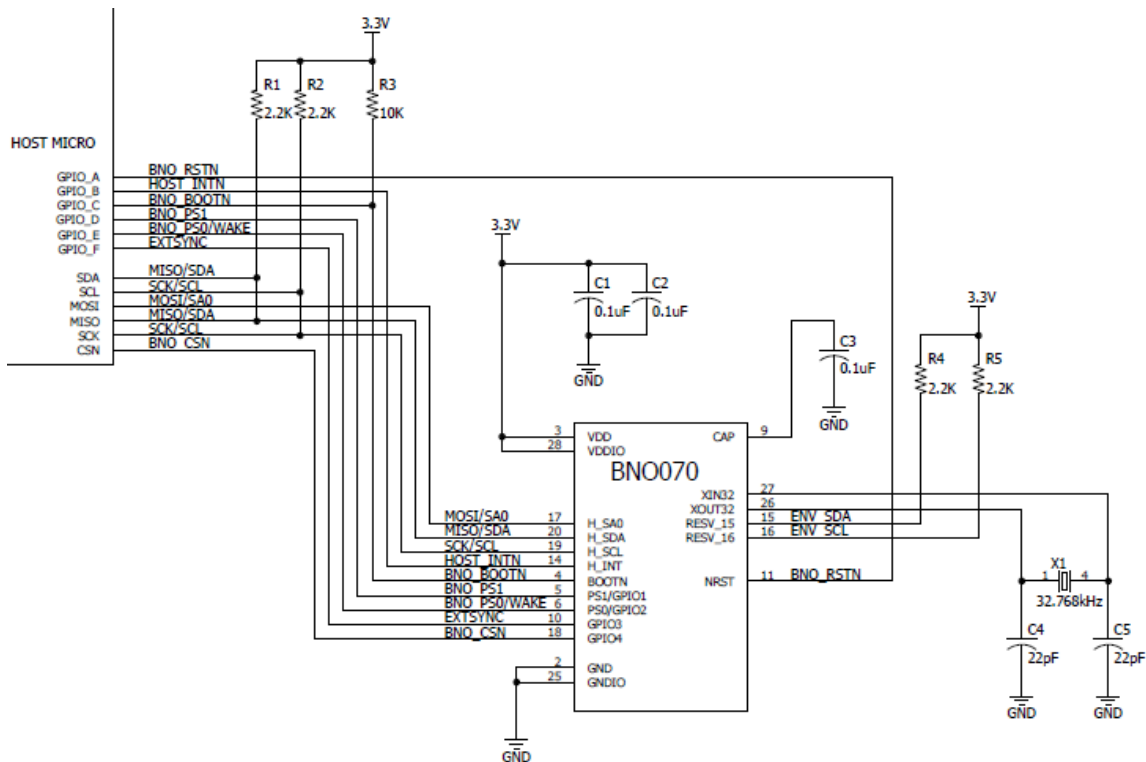 3.3V
R1
2.2K
R2
2.2K
R3
10K
HOST MICRO
GPIO_A BNO_RSTN
GPIO_B HOST_INTN
GPIO_C BNO_BOOTN
GPIO_D BNO_PS1
GPIO_E BNO_PS0/WAKE
GPIO_F EXTSYNC
SDA MISO/SDA
SCL SCK/SCL
MOSI MOSI/SA0
MISO MISO/SDA
SCK SCK/SCL
CSN BNO_CSN
3.3V
C1
0.1uF
C2
0.1uF
GND
C3
0.1uF
GND
3.3V
R4
2.2K
R5
2.2K
3 VDD CAP 9
28 VDDIO
BNO070
XIN32 27
XOUT32 26
MOSI/SA0 17 H_SA0 RESV_15 15 ENV_SDA
MISO/SDA 20 H_SDA RESV_16 16 ENV_SCL
SCK/SCL 19 H_SCL
HOST_INTN 14 H_INT
BNO_BOOTN 4 BOOTN NRST 11 BNO_RSTN
BNO_PS1 5 PS1/GPIO1
BNO_PS0/WAKE 6 PS0/GPIO2
EXTSYNC 10 GPIO3
BNO_CSN 18 GPIO4
2 GND
25 GNDIO
GND
X1
1 4
32.768kHz
C4
22pF
C5
22pF
GND
GND